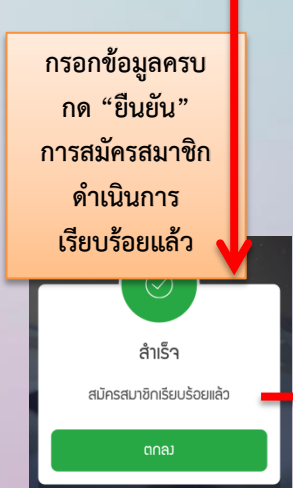 กรอกข้อมูลครบ
กด “ยืนยัน”
การสมัครสมาชิก
ดำเนินการ
เรียบร้อยแล้ว
สำเร็จ
สมัครสมาชิกเรียบร้อยแล้ว
ตกลง